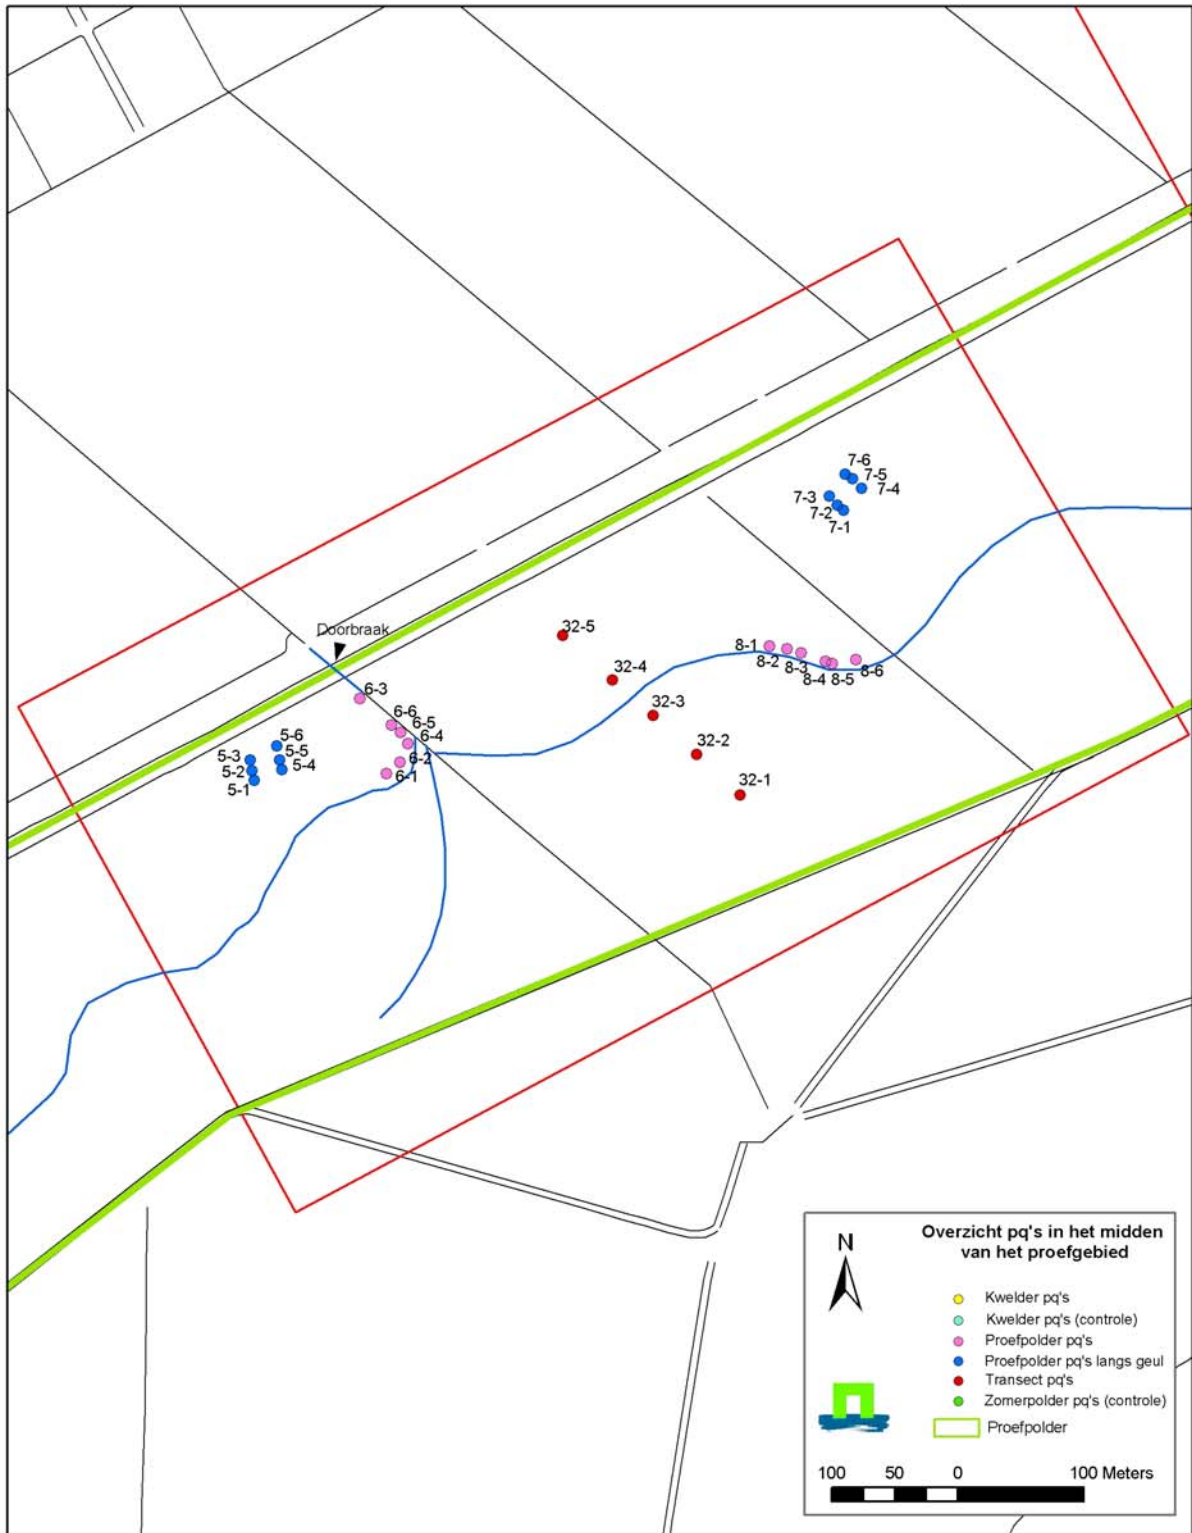 7-6
7-5
7-4
7-3
7-2
7-1
Doorbraak
32-5
8-1
8-2
8-3
8-4
8-5
8-6
32-4
6-3
32-3
6-6
6-5
6-4
5-6
5-3
5-5
32-2
6-2
5-2
5-4
6-1
5-1
32-1
Overzicht pq's in het midden
van het proefgebied
N
Kwelder pq's
Kwelder pq's (controle)
Proefpolder pq's
Proefpolder pq's langs geul
Transect pq's
Zomerpolder pq's (controle)
Proefpolder
100 50 0 100 Meters